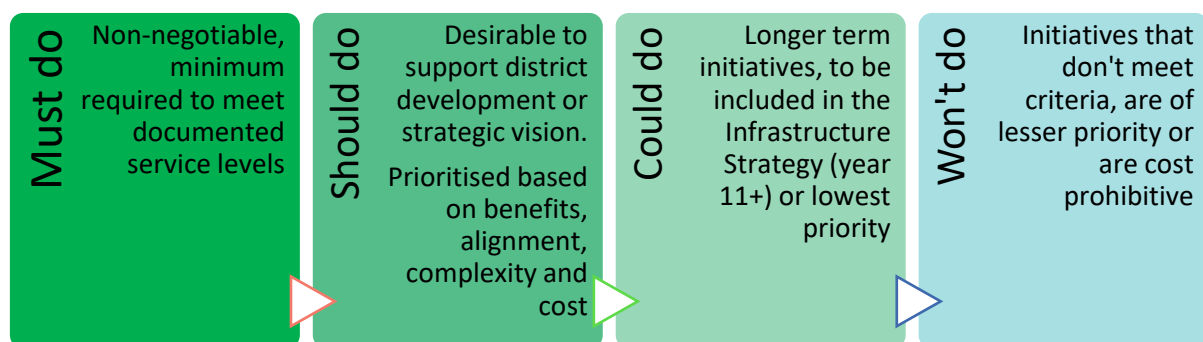 Must do
Non-negotiable,
minimum
required to meet
documented
service levels
Should do
Desirable to
support district
development or
strategic vision.
Prioritised based
on benefits,
alignment,
complexity and
cost
Could do
Longer term
initiatives, to be
included in the
Infrastructure
Strategy (year
11+) or lowest
priority
Won't do
Initiatives that
don't meet
criteria, are of
lesser priority or
are cost
prohibitive